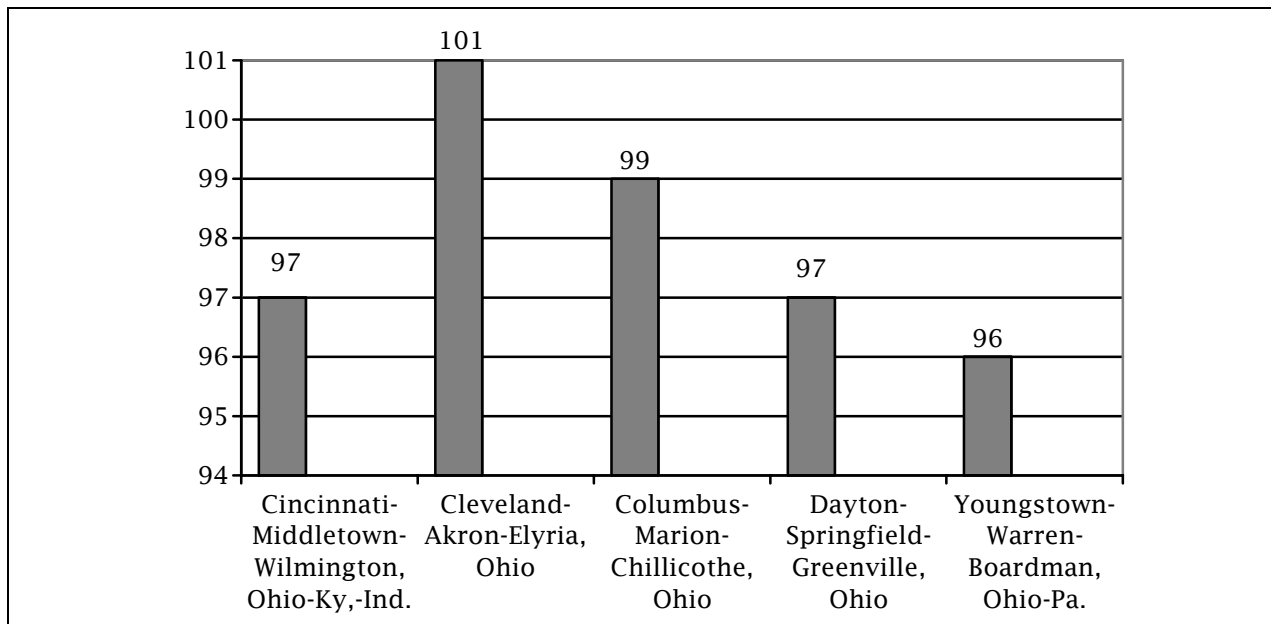 101
101
100
99
99
98
97
97
97
96
96
95
94
Cincinnati-
Middletown-
Wilmington,
Ohio-Ky,-Ind.
Cleveland-
Akron-Elyria,
Ohio
Columbus-
Marion-
Chillicothe,
Ohio
Dayton-
Springfield-
Greenville,
Ohio
Youngstown-
Warren-
Boardman,
Ohio-Pa.